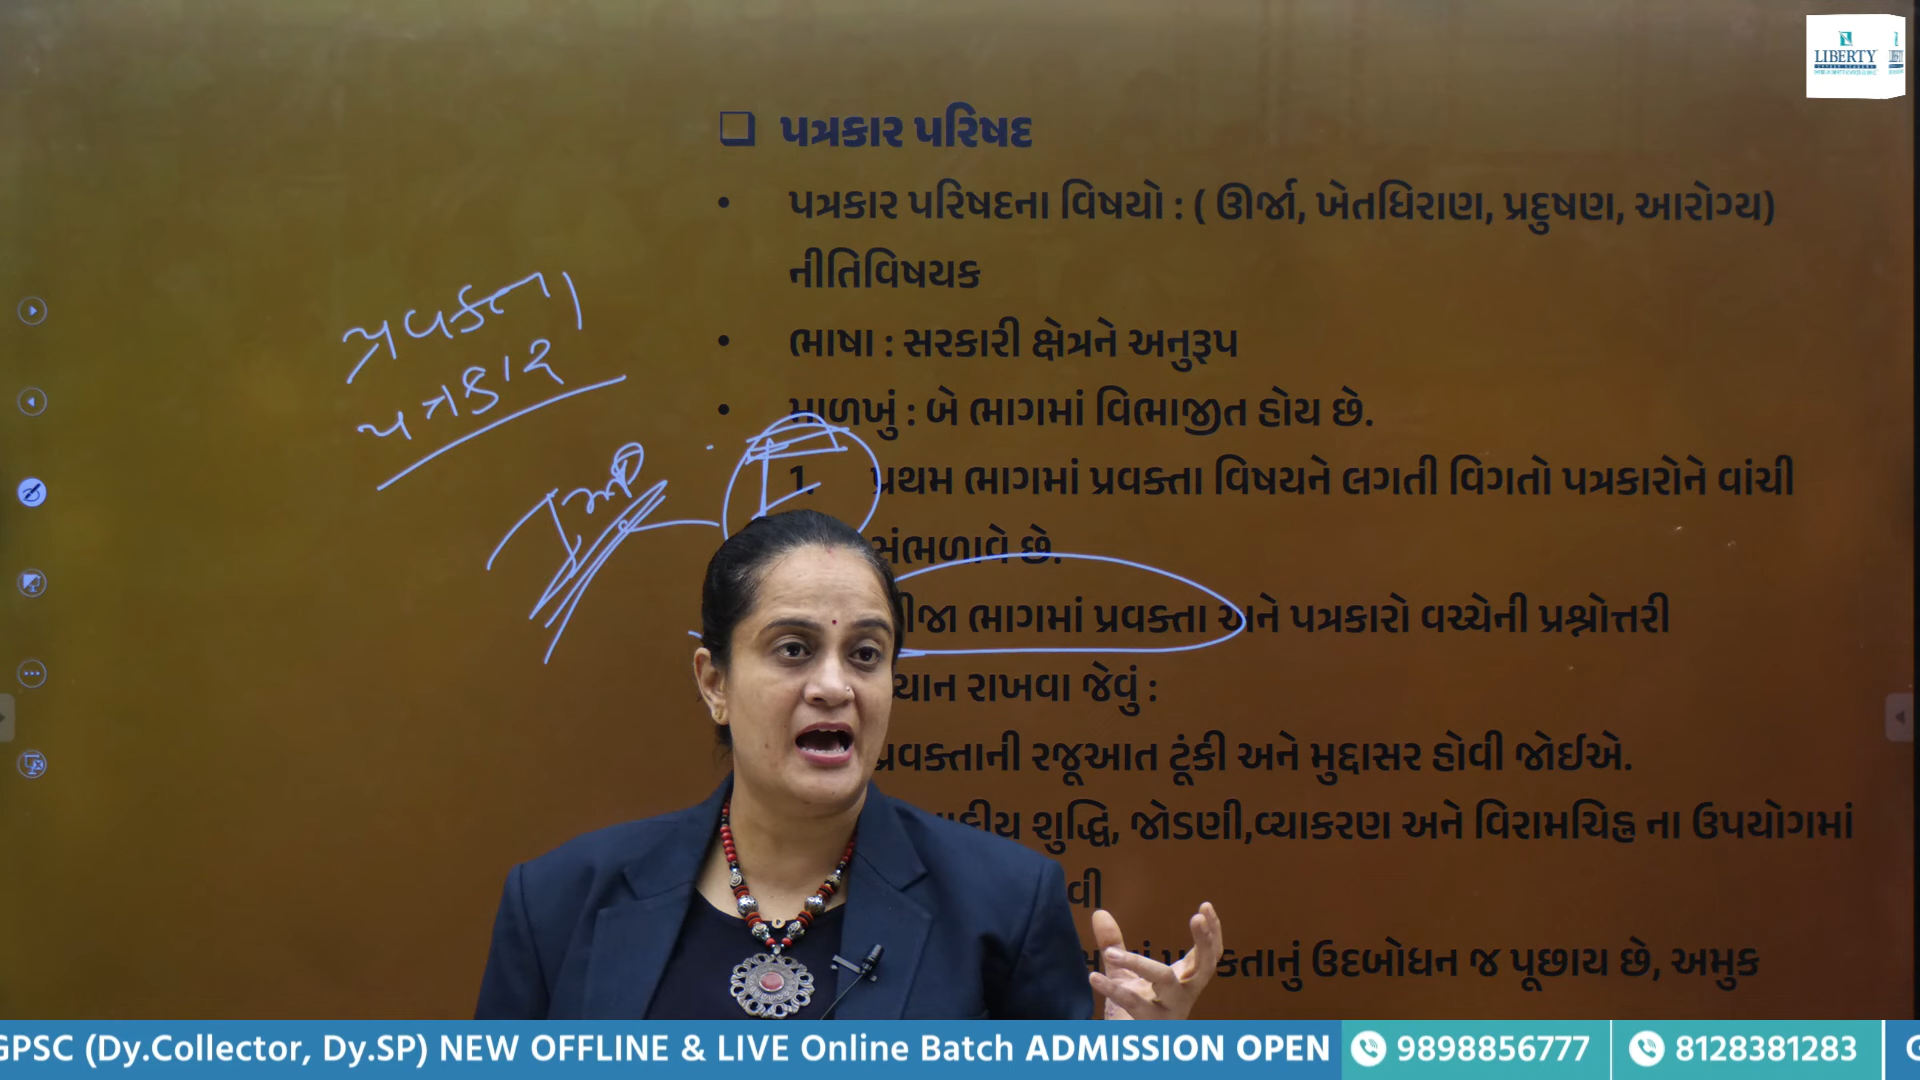 LIBERTY
❑ પત્રકાર પરિષદ
• પત્રકાર પરિષદના વિષયો : ( ઊર્જા, ખેતધિરાણ, પ્રદુષણ, આરોગ્ય)
નીતિવિષયક
• ભાષા : સરકારી ક્ષેત્રને અનુરૂપ
• માળખું : બે ભાગમાં વિભાજીત હોય છે.
1. પ્રથમ ભાગમાં પ્રવક્તા વિષયને લગતી વિગતો પત્રકારોને વાંચી
સંભળાવે છે.
ભાગમાં પ્રવક્તા અને પત્રકારો વચ્ચેની પ્રશ્નોત્તરી
રાખવા જેવું :
પ્રવક્તાની રજૂઆત ટૂંકી અને મુદ્દાસર હોવી જોઈએ.
શુદ્ધિ, જોડણી,વ્યાકરણ અને વિરામચિહ્ન ના ઉપયોગમાં
ઉદબોધન જ પૂછાય છે, અમુક
પ્રવક્તા
પત્રકાર
Imp
I
GPSC (Dy.Collector, Dy.SP) NEW OFFLINE & LIVE Online Batch ADMISSION OPEN 9898856777 8128381283